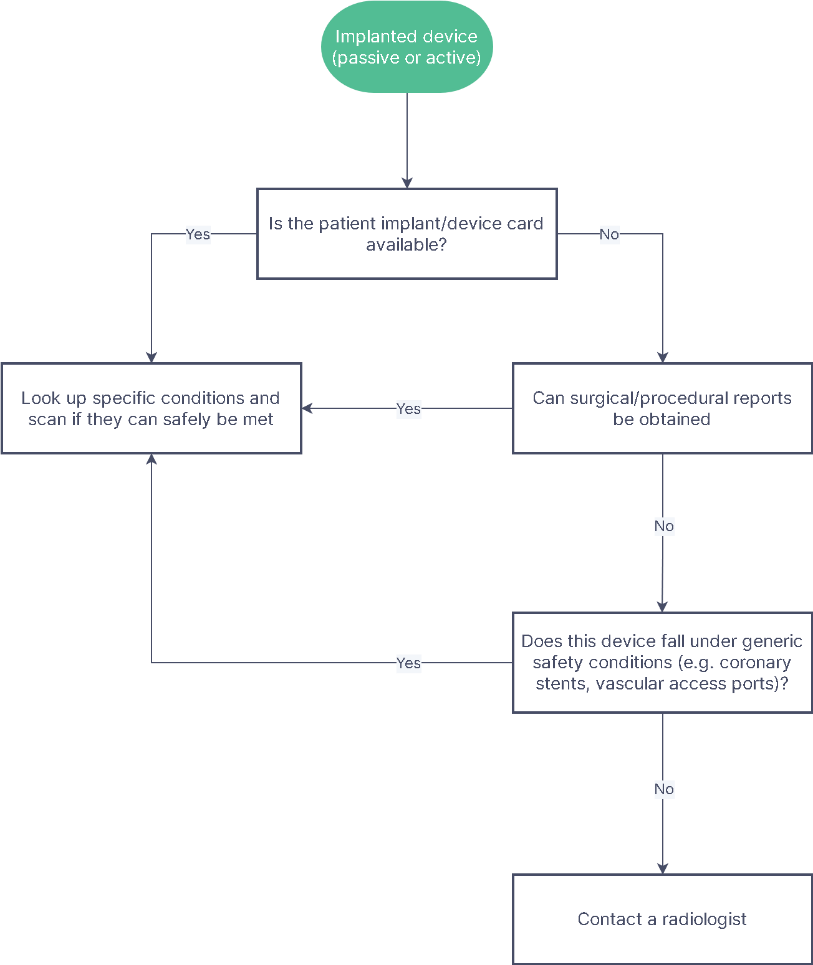 Implanted device
(passive or active)
Is the patient implant/device card
available?
Yes
No
Look up specific conditions and
scan if they can safely be met
Yes
Can surgical/procedural reports
be obtained
No
Does this device fall under generic
safety conditions (e.g. coronary
stents, vascular access ports)?
Yes
No
Contact a radiologist